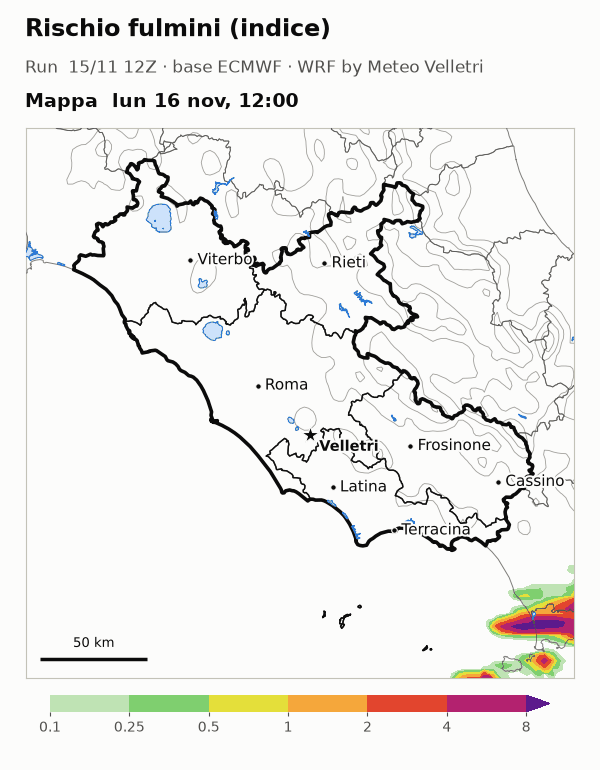 Rischio fulmini (indice)
Run  15/11 12Z · base ECMWF · WRF by Meteo Velletri
Mappa  lun 16 nov, 12:00
Viterbo
Rieti
Roma
Velletri
Frosinone
Latina
Cassino
Terracina
50 km
0.1 0.25 0.5 1 2 4 8